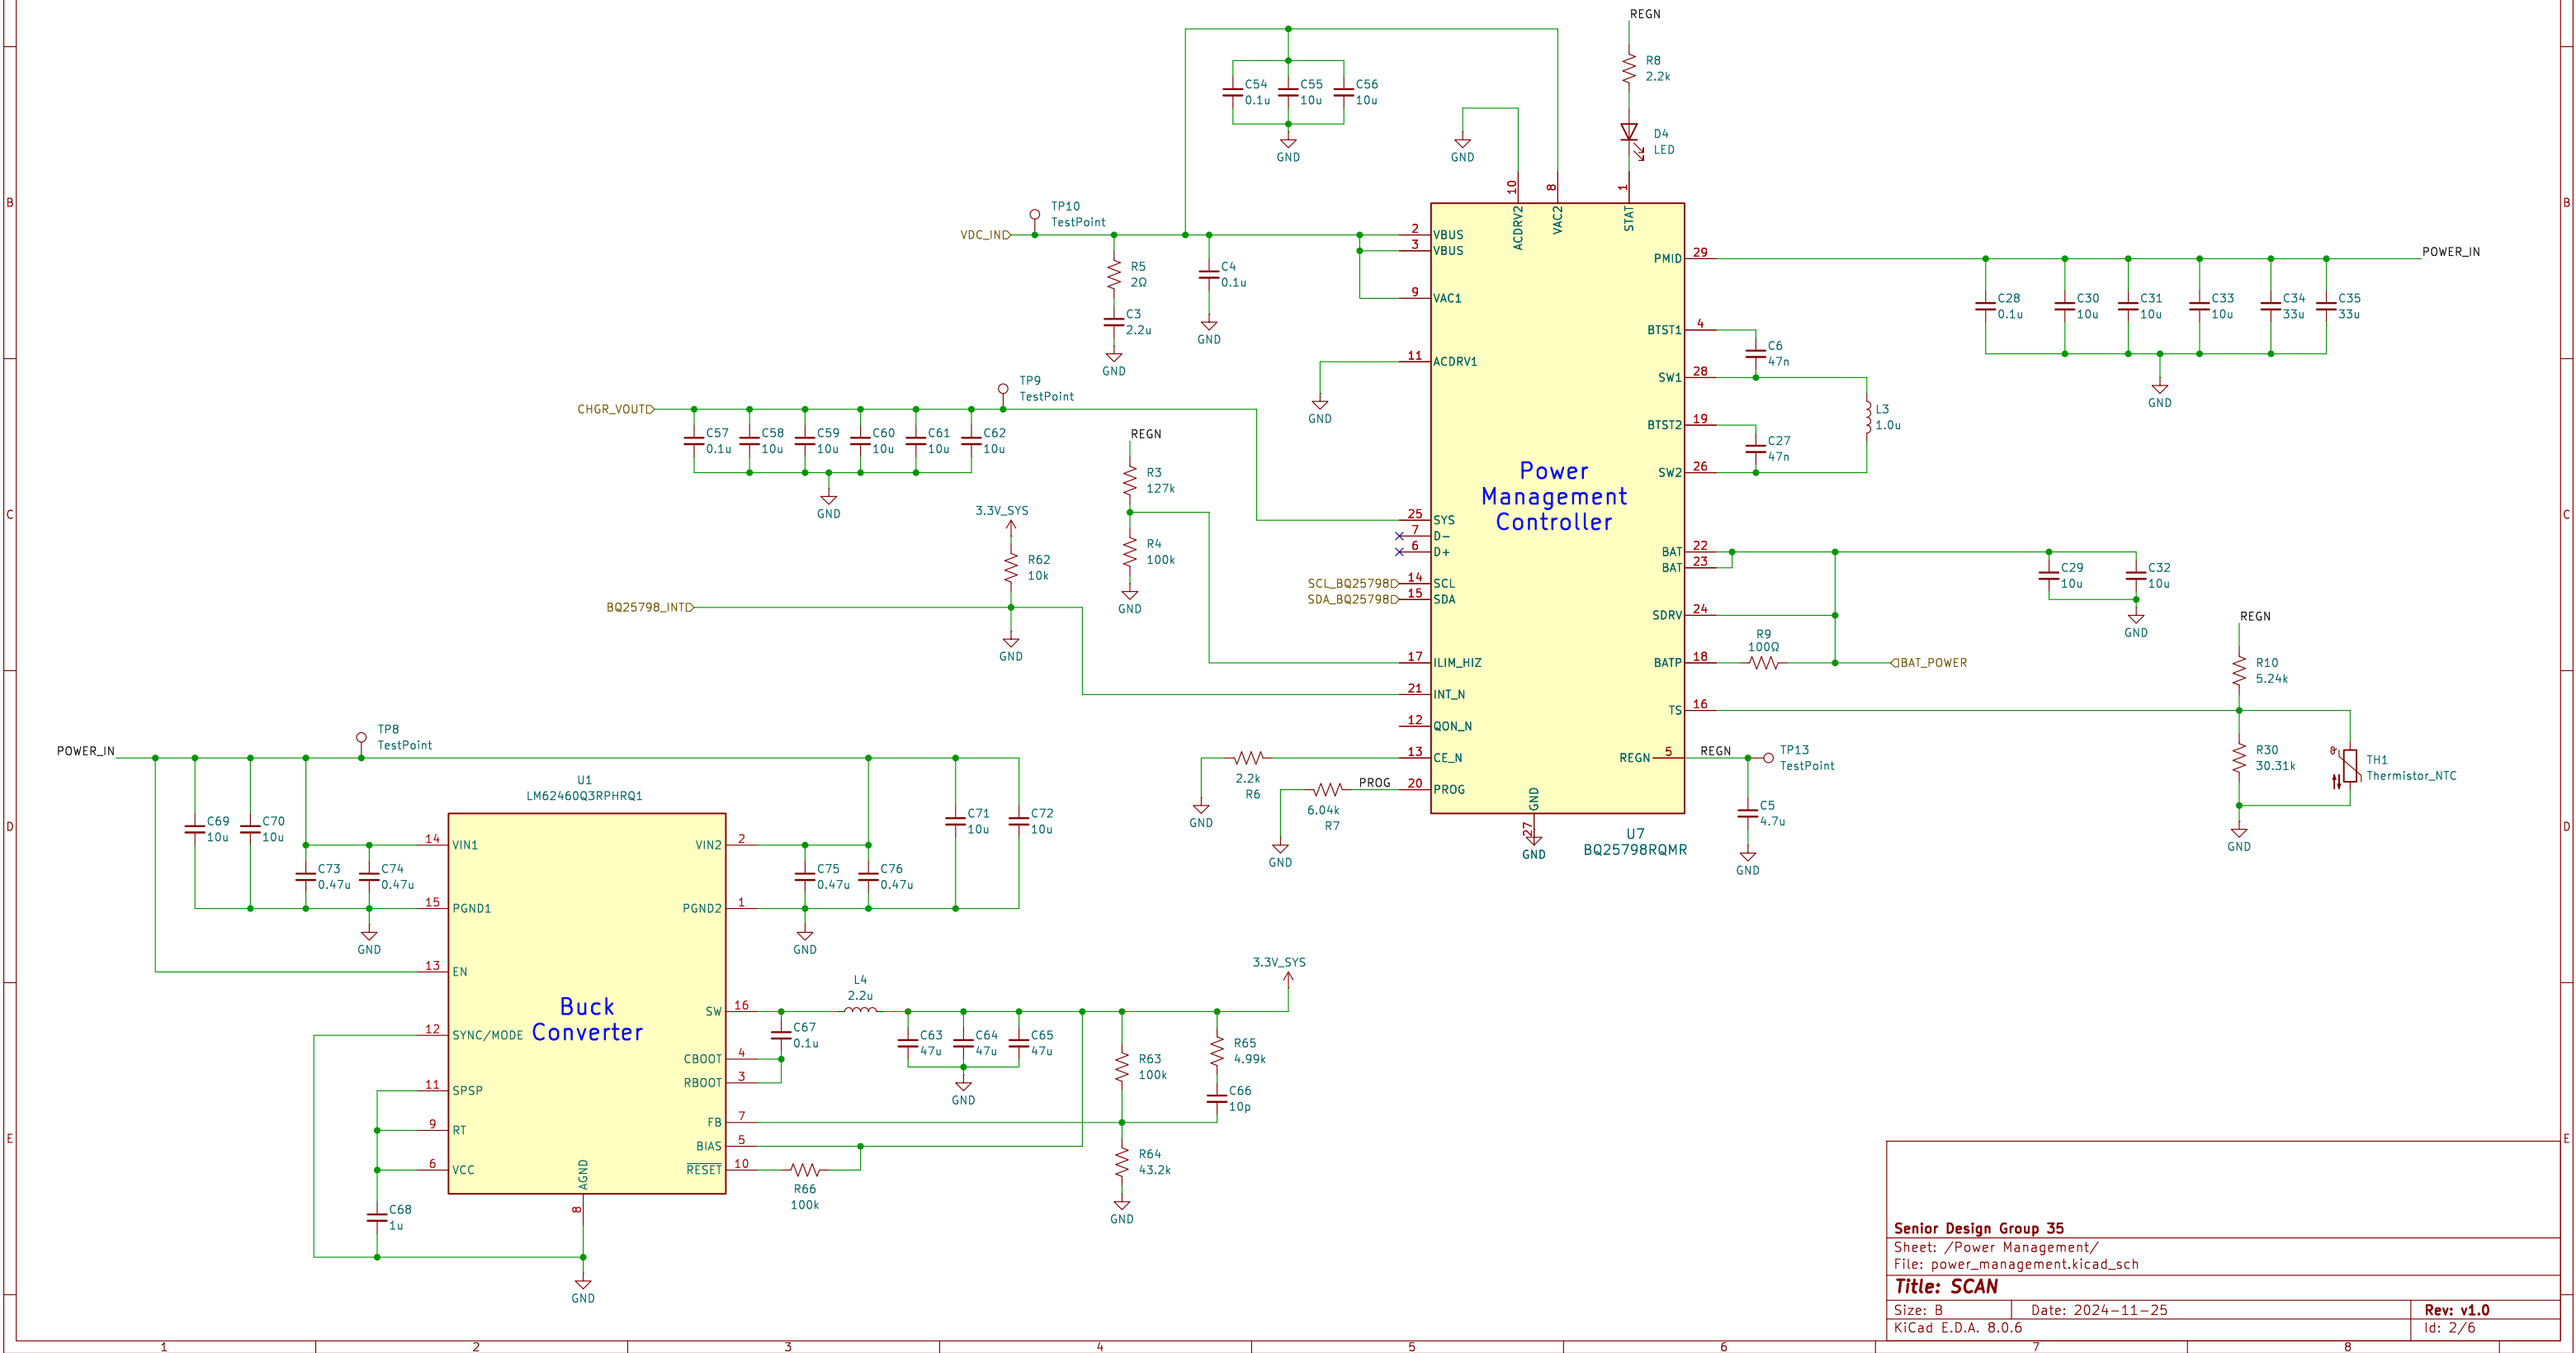 REGN
R8
2.2k
C54
0.1u
C55
10u
C56
10u
GND
GND
D4
LED
B
B
10
8
1
ACDRV2
VAC2
STAT
TP10
TestPoint
VDC_IN
2
VBUS
3
VBUS
R5
2Ω
C4
0.1u
9
VAC1
C3
2.2u
GND
GND
11
ACDRV1
GND
PMID
29
POWER_IN
C28
0.1u
C30
10u
C31
10u
C33
10u
C34
33u
C35
33u
GND
BTST1
4
C6
47n
SW1
28
L3
1.0u
BTST2
19
C27
47n
SW2
26
TP9
TestPoint
CHGR_VOUT
C57
0.1u
C58
10u
C59
10u
C60
10u
C61
10u
C62
10u
GND
REGN
R3
127k
R4
100k
GND
Power
Management
Controller
C
C
3.3V_SYS
R62
10k
BQ25798_INT
GND
25
SYS
7
D-
6
D+
SCL_BQ25798
14
SCL
SDA_BQ25798
15
SDA
17
ILIM_HIZ
21
INT_N
12
QON_N
13
CE_N
20
PROG
PROG
2.2k
R6
GND
6.04k
R7
GND
BAT
22
BAT
23
C29
10u
C32
10u
GND
SDRV
24
R9
100Ω
BATP
18
BAT_POWER
TS
16
REGN
R10
5.24k
R30
30.31k
TH1
Thermistor_NTC
GND
REGN
5
REGN
TP13
TestPoint
C5
4.7u
GND
GND
27
GND
U7
BQ25798RQMR
POWER_IN
TP8
TestPoint
U1
LM62460Q3RPHRQ1
D
D
C69
10u
C70
10u
C73
0.47u
C74
0.47u
GND
14
VIN1
15
PGND1
13
EN
12
SYNC/MODE
11
SPSP
9
RT
6
VCC
C68
1u
Buck
Converter
VIN2
2
PGND2
1
C75
0.47u
C76
0.47u
C71
10u
C72
10u
GND
SW
16
L4
2.2u
C67
0.1u
CBOOT
4
RBOOT
3
C63
47u
C64
47u
C65
47u
GND
3.3V_SYS
R63
100k
R65
4.99k
C66
10p
FB
7
BIAS
5
RESET
10
R66
100k
R64
43.2k
GND
AGND
8
GND
E
E
Senior Design Group 35
Sheet: /Power Management/
File: power_management.kicad_sch
Title: SCAN
Size: B
Date: 2024-11-25
Rev: v1.0
KiCad E.D.A. 8.0.6
Id: 2/6
1
2
3
4
5
6
7
8